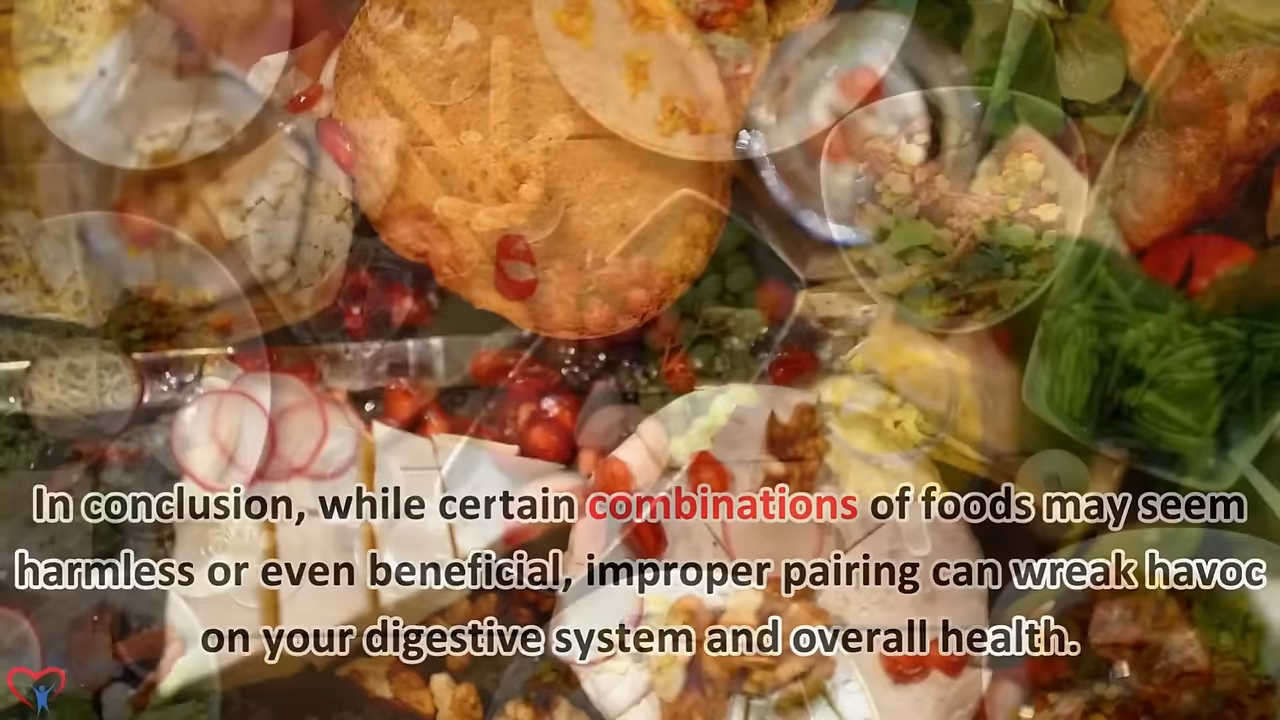 In conclusion, while certain combinations of foods may seem
harmless or even beneficial, improper pairing can wreak havoc
on your digestive system and overall health.